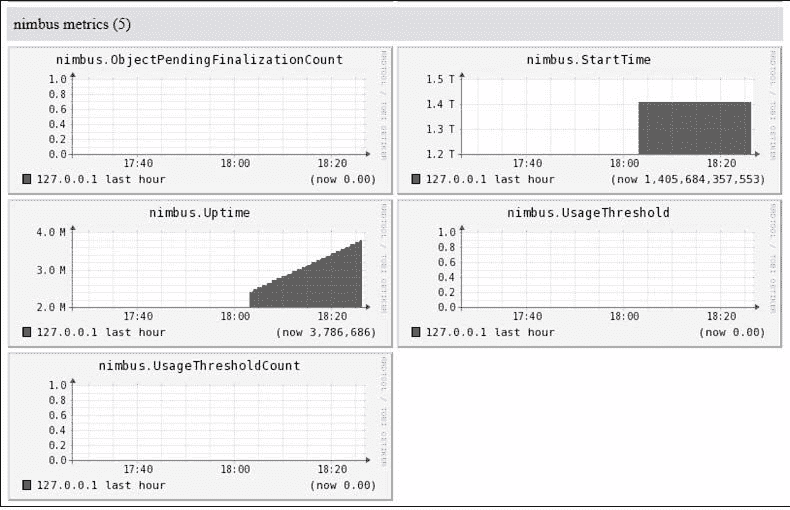 nimbus metrics (5)
nimbus.ObjectPendingFinalizationCount
RRDTOOL / TOBI OETIKER
1.0
0.8
0.6
0.4
0.2
0.0
17:40 18:00 18:20
127.0.0.1 last hour (now 0.00)
nimbus.StartTime
RRDTOOL / TOBI OETIKER
1.5 T
1.4 T
1.3 T
1.2 T
17:40 18:00 18:20
127.0.0.1 last hour (now 1,405,684,357,553)
nimbus.Uptime
RRDTOOL / TOBI OETIKER
4.0 M
3.0 M
2.0 M
17:40 18:00 18:20
127.0.0.1 last hour (now 3,786,686)
nimbus.UsageThreshold
RRDTOOL / TOBI OETIKER
1.0
0.8
0.6
0.4
0.2
0.0
17:40 18:00 18:20
127.0.0.1 last hour (now 0.00)
nimbus.UsageThresholdCount
RRDTOOL / TOBI OETIKER
1.0
0.8
0.6
0.4
0.2
0.0
17:40 18:00 18:20
127.0.0.1 last hour (now 0.00)